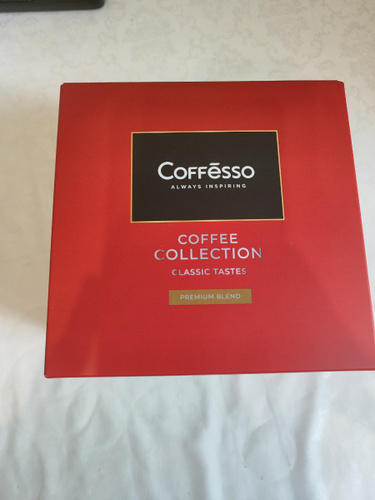 COFFĒSSO
ALWAYS INSPIRING
COFFEE
COLLECTION
CLASSIC TASTES
PREMIUM BLEND